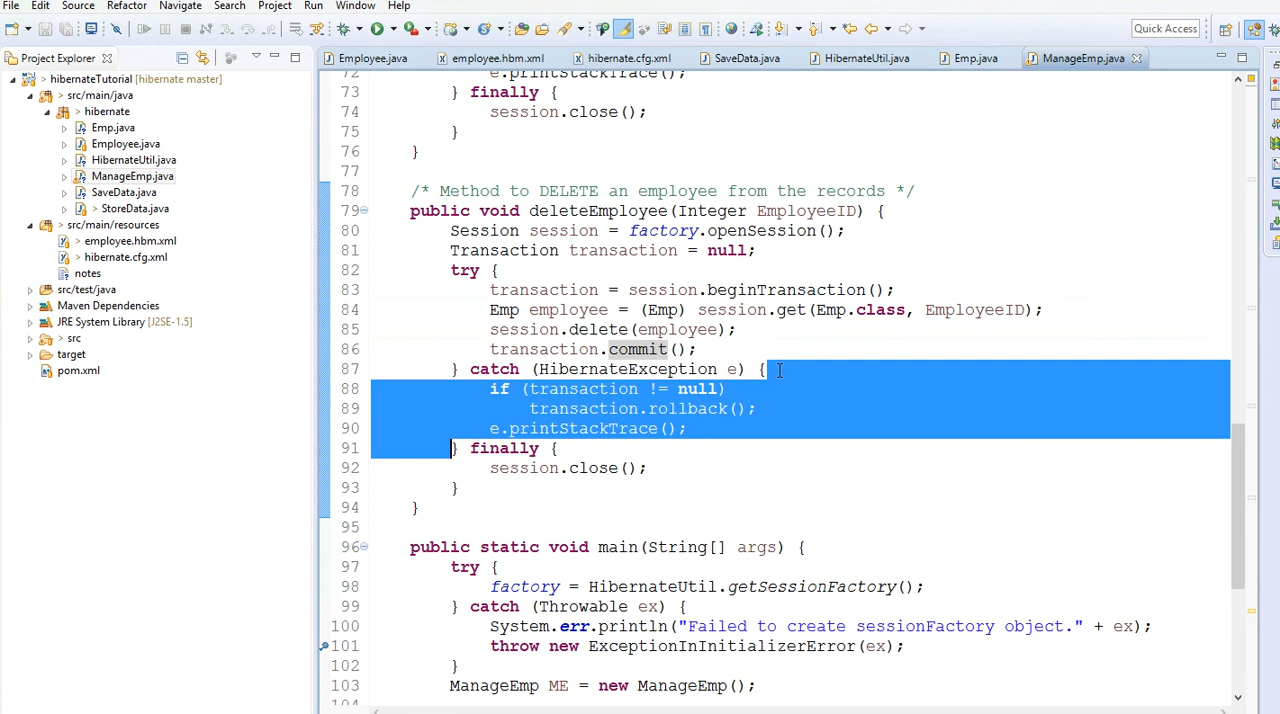 File Edit Source Refactor Navigate Search Project Run Window Help
Quick Access
Project Explorer
Employee.java employee.hbm.xml hibernate.cfg.xml SaveData.java HibernateUtil.java Emp.java ManageEmp.java
hibernateTutorial [hibernate master]
> src/main/java
> hibernate
Emp.java
Employee.java
HibernateUtil.java
ManageEmp.java
SaveData.java
> StoreData.java
> src/main/resources
employee.hbm.xml
> hibernate.cfg.xml
notes
src/test/java
Maven Dependencies
JRE System Library [J2SE-1.5]
> src
target
pom.xml
72 e.printStackTrace();
73 } finally {
74 session.close();
75 }
76 }
77
78 /* Method to DELETE an employee from the records */
79 public void deleteEmployee(Integer EmployeeID) {
80 Session session = factory.openSession();
81 Transaction transaction = null;
82 try {
83 transaction = session.beginTransaction();
84 Emp employee = (Emp) session.get(Emp.class, EmployeeID);
85 session.delete(employee);
86 transaction.commit();
87 } catch (HibernateException e) {
88 if (transaction != null)
89 transaction.rollback();
90 e.printStackTrace();
91 } finally {
92 session.close();
93 }
94 }
95
96 public static void main(String[] args) {
97 try {
98 factory = HibernateUtil.getSessionFactory();
99 } catch (Throwable ex) {
100 System.err.println("Failed to create sessionFactory object." + ex);
101 throw new ExceptionInInitializerError(ex);
102 }
103 ManageEmp ME = new ManageEmp();
104